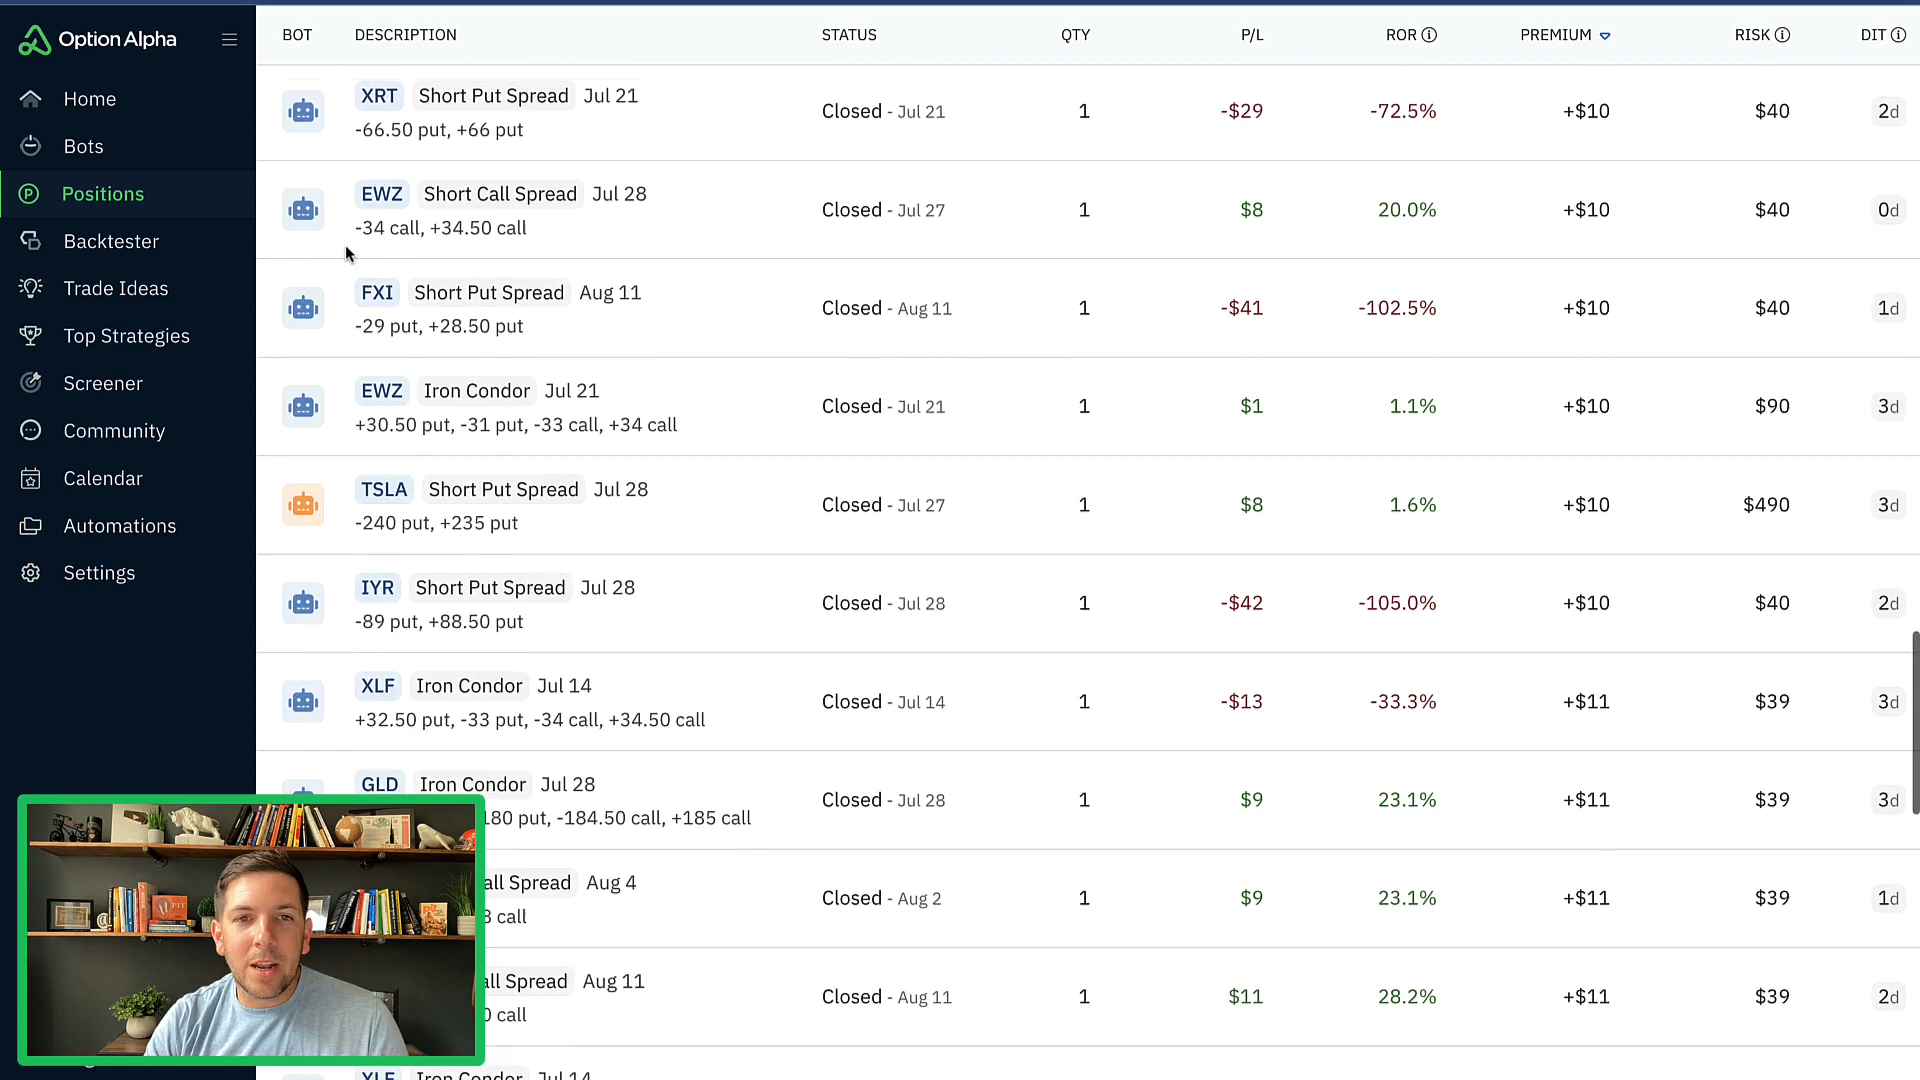 Option Alpha
Home
Bots
Positions
Backtester
Trade Ideas
Top Strategies
Screener
Community
Calendar
Automations
Settings
BOT DESCRIPTION STATUS QTY P/L ROR PREMIUM RISK DIT
XRT Short Put Spread Jul 21
-66.50 put, +66 put
Closed - Jul 21 1 -$29 -72.5% +$10 $40 2d
EWZ Short Call Spread Jul 28
-34 call, +34.50 call
Closed - Jul 27 1 $8 20.0% +$10 $40 0d
FXI Short Put Spread Aug 11
-29 put, +28.50 put
Closed - Aug 11 1 -$41 -102.5% +$10 $40 1d
EWZ Iron Condor Jul 21
+30.50 put, -31 put, -33 call, +34 call
Closed - Jul 21 1 $1 1.1% +$10 $90 3d
TSLA Short Put Spread Jul 28
-240 put, +235 put
Closed - Jul 27 1 $8 1.6% +$10 $490 3d
IYR Short Put Spread Jul 28
-89 put, +88.50 put
Closed - Jul 28 1 -$42 -105.0% +$10 $40 2d
XLF Iron Condor Jul 14
+32.50 put, -33 put, -34 call, +34.50 call
Closed - Jul 14 1 -$13 -33.3% +$11 $39 3d
GLD Iron Condor Jul 28
180 put, -184.50 call, +185 call
Closed - Jul 28 1 $9 23.1% +$11 $39 3d
all Spread Aug 4
call
Closed - Aug 2 1 $9 23.1% +$11 $39 1d
all Spread Aug 11
0 call
Closed - Aug 11 1 $11 28.2% +$11 $39 2d
XLF Iron Condor Jul 14